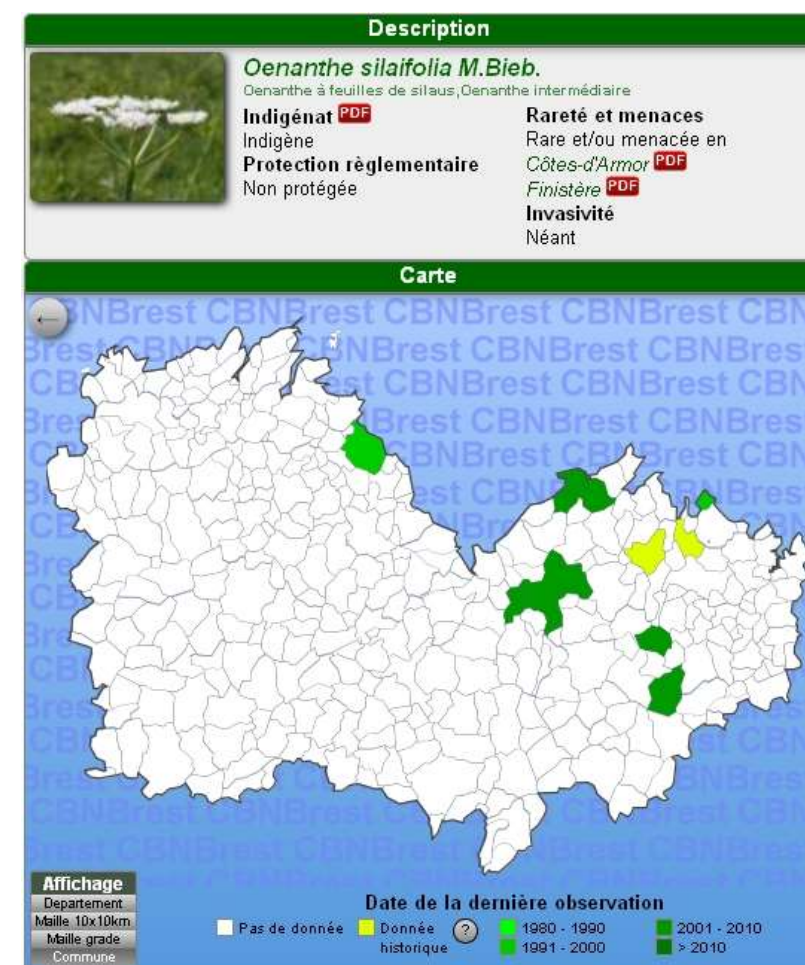 Description
Oenanthe silaifolia M.Bieb.
Oenanthe à feuilles de silaus,Oenanthe intermédiaire
Indigénat PDF
Indigène
Protection règlementaire
Non protégée
Rareté et menaces
Rare et/ou menacée en
Côtes-d'Armor PDF
Finistère PDF
Invasivité
Néant
Carte
←
CBNBrest CBNBrest CBNBrest
Affichage
Departement
Maille 10x10km
Maille grade
Commune
Date de la dernière observation
Pas de donnée
Donnée historique ?
1980 - 1990
1991 - 2000
2001 - 2010
> 2010